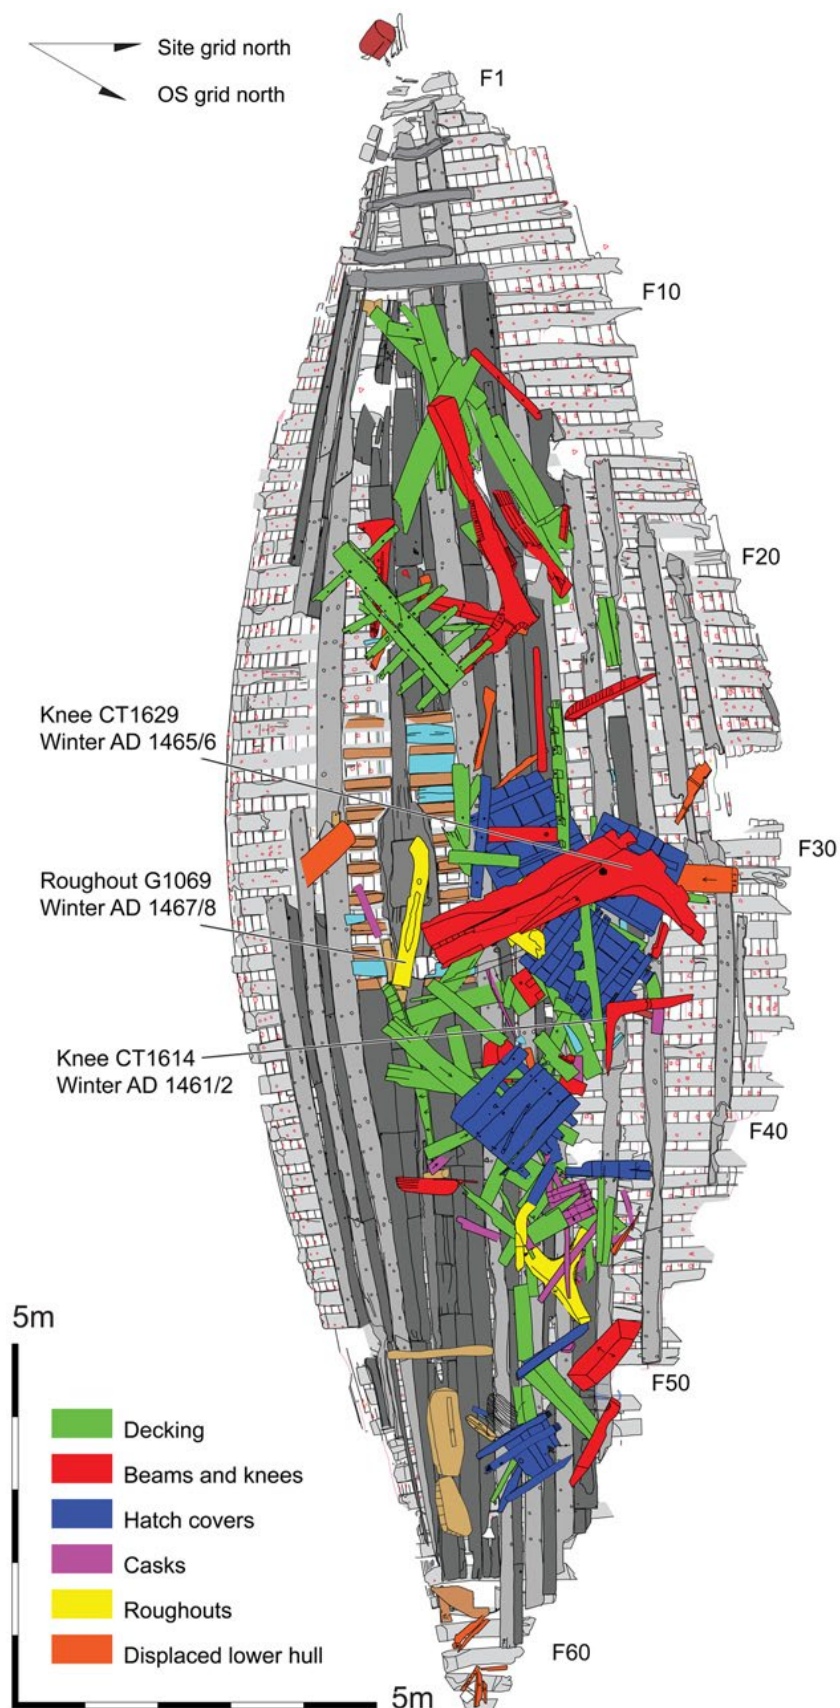 Site grid north
OS grid north
F1
F10
F20
Knee CT1629
Winter AD 1465/6
F30
Roughout G1069
Winter AD 1467/8
Knee CT1614
Winter AD 1461/2
F40
5m
F50
Decking
Beams and knees
Hatch covers
Casks
Roughouts
Displaced lower hull
F60
5m